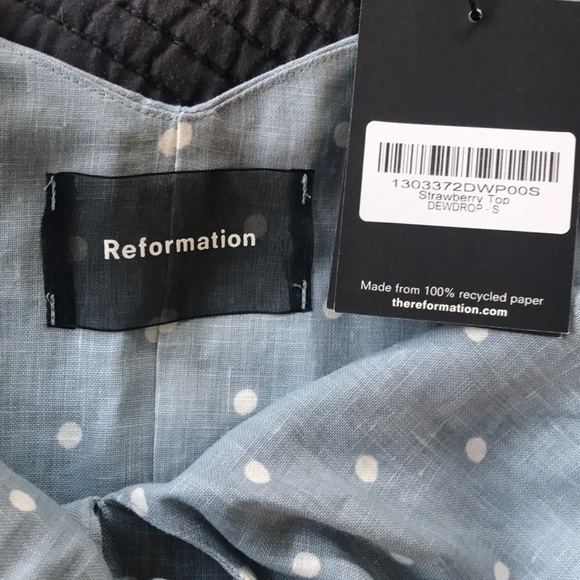 Reformation
1303372DWP00S
Strawberry Top
DEWDROP - S
Made from 100% recycled paper
thereformation.com